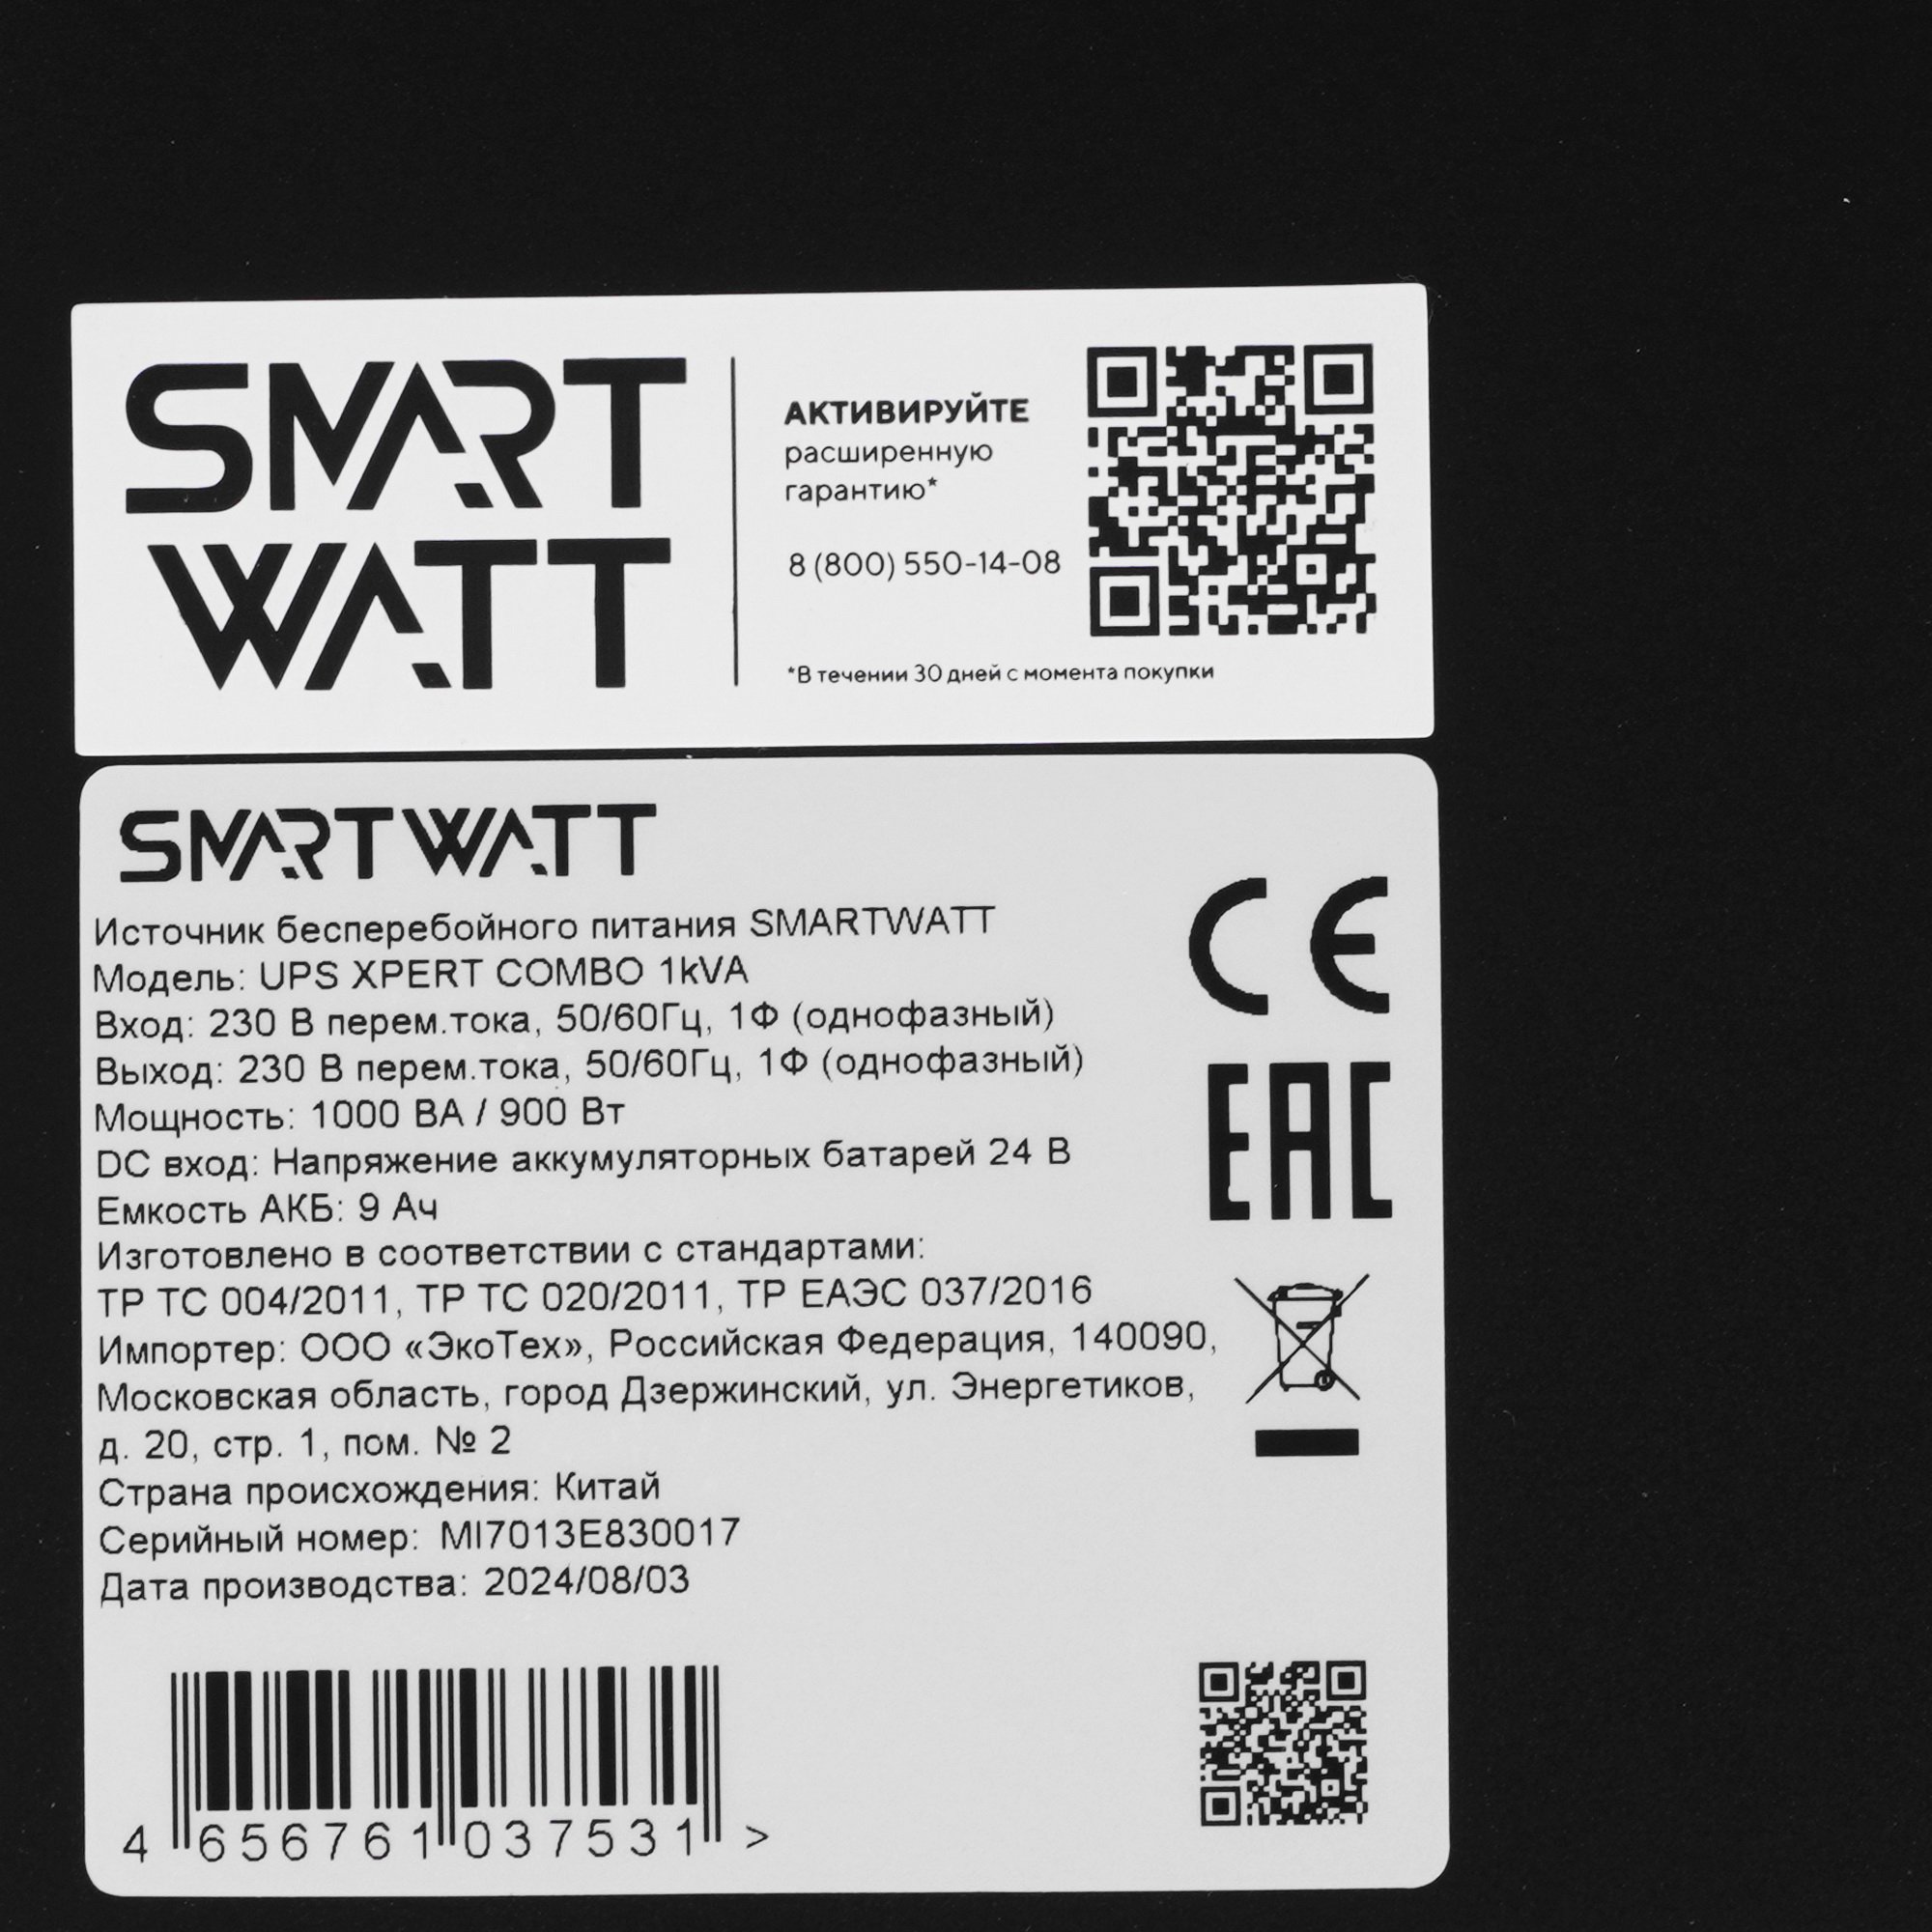 SMART
WATT
АКТИВИРУЙТЕ
расширенную
гарантию*
8 (800) 550-14-08
*В течении 30 дней с момента покупки
SMARTWATT
Источник бесперебойного питания SMARTWATT
Модель: UPS XPERT COMBO 1kVA
Вход: 230 В перем.тока, 50/60Гц, 1Ф (однофазный)
Выход: 230 В перем.тока, 50/60Гц, 1Ф (однофазный)
Мощность: 1000 ВА / 900 Вт
DC вход: Напряжение аккумуляторных батарей 24 В
Емкость АКБ: 9 Ач
Изготовлено в соответствии с стандартами:
ТР ТС 004/2011, ТР ТС 020/2011, ТР ЕАЭС 037/2016
Импортер: ООО «ЭкоТех», Российская Федерация, 140090,
Московская область, город Дзержинский, ул. Энергетиков,
д. 20, стр. 1, пом. № 2
Страна происхождения: Китай
Серийный номер: MI7013E830017
Дата производства: 2024/08/03
CE
EAC
4 656761 037531 >